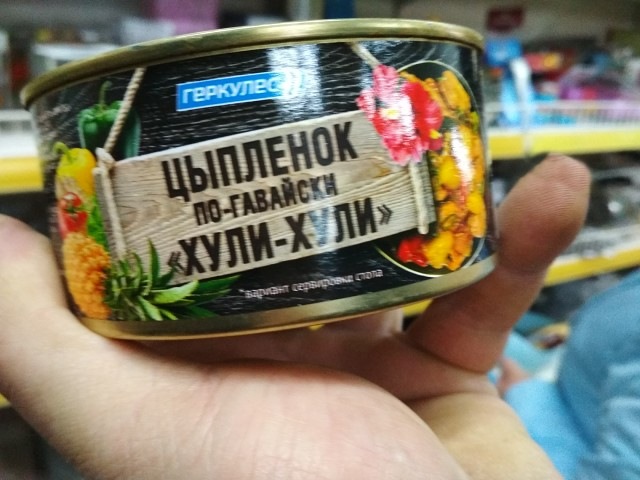 ГЕРКУЛЕС
ЦЫПЛЕНОК
ПО-ГАВАЙСКИ
«ХУЛИ-ХУЛИ»
*вариант сервировки стола